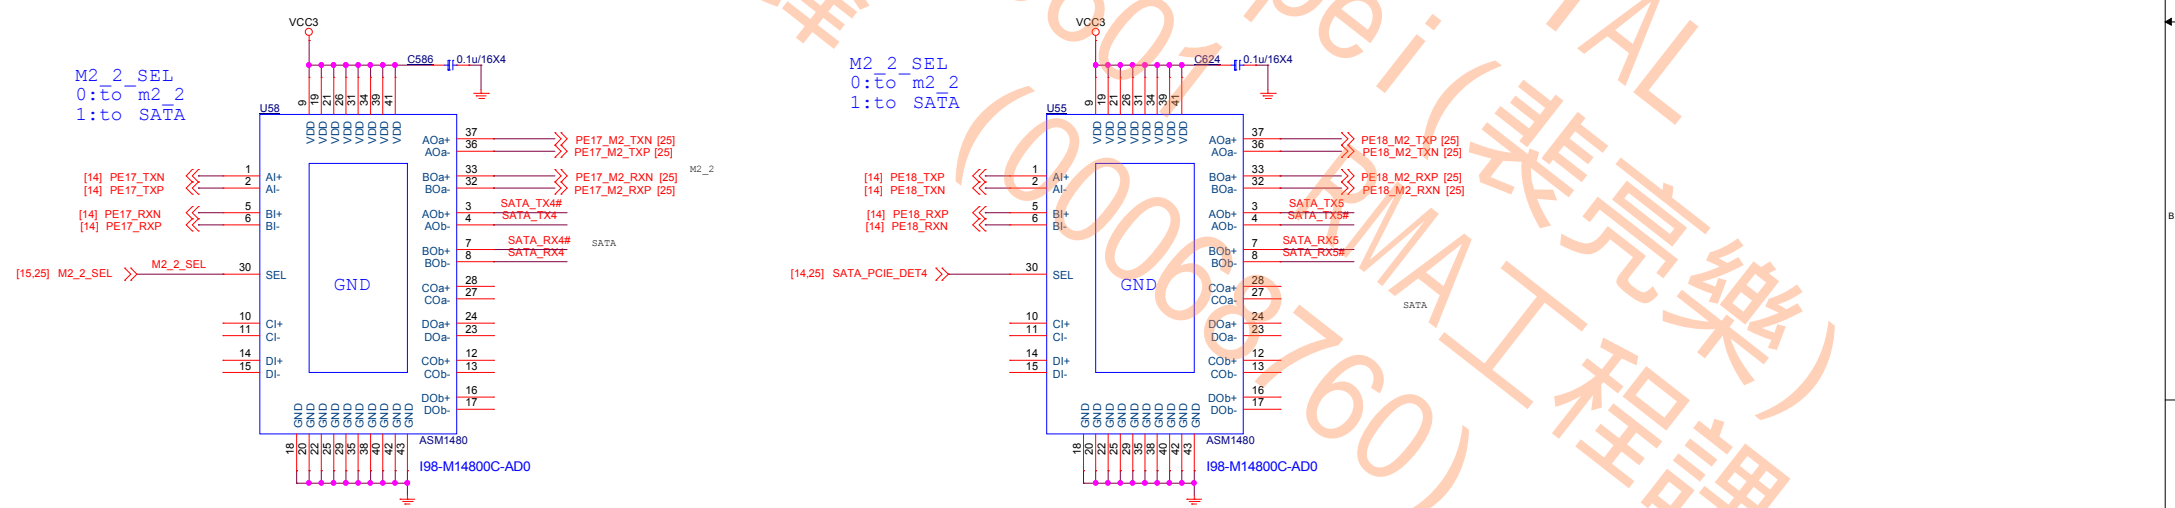 VCC3
C586
0.1u/16X4
M2_2_SEL
0:to m2_2
1:to SATA
U58
9
19
21
26
31
34
39
41
VDD
VDD
VDD
VDD
VDD
VDD
VDD
VDD
[14] PE17_TXN
1
AI+
[14] PE17_TXP
2
AI-
[14] PE17_RXN
5
BI+
[14] PE17_RXP
6
BI-
[15,25] M2_2_SEL
M2_2_SEL
30
SEL
10
CI+
11
CI-
14
DI+
15
DI-
GND
AOa+
37
PE17_M2_TXN [25]
AOa-
36
PE17_M2_TXP [25]
BOa+
33
PE17_M2_RXN [25]
BOa-
32
PE17_M2_RXP [25]
M2_2
AOb+
3
SATA_TX4#
AOb-
4
SATA_TX4
BOb+
7
SATA_RX4#
BOb-
8
SATA_RX4
SATA
COa+
28
COa-
27
DOa+
24
DOa-
23
COb+
12
COb-
13
DOb+
16
DOb-
17
GND
GND
GND
GND
GND
GND
GND
GND
GND
GND
18
20
22
25
29
35
38
40
42
43
ASM1480
I98-M14800C-AD0
VCC3
C624
0.1u/16X4
M2_2_SEL
0:to m2_2
1:to SATA
U55
9
19
21
26
31
34
39
41
VDD
VDD
VDD
VDD
VDD
VDD
VDD
VDD
[14] PE18_TXP
1
AI+
[14] PE18_TXN
2
AI-
[14] PE18_RXP
5
BI+
[14] PE18_RXN
6
BI-
[14,25] SATA_PCIE_DET4
30
SEL
10
CI+
11
CI-
14
DI+
15
DI-
GND
AOa+
37
PE18_M2_TXP [25]
AOa-
36
PE18_M2_TXN [25]
BOa+
33
PE18_M2_RXP [25]
BOa-
32
PE18_M2_RXN [25]
AOb+
3
SATA_TX5
AOb-
4
SATA_TX5#
BOb+
7
SATA_RX5
BOb-
8
SATA_RX5#
COa+
28
COa-
27
SATA
DOa+
24
DOa-
23
COb+
12
COb-
13
DOb+
16
DOb-
17
GND
GND
GND
GND
GND
GND
GND
GND
GND
GND
18
20
22
25
29
35
38
40
42
43
ASM1480
I98-M14800C-AD0
B
pei(裴亮樂)
(00068760)
RMA工程課